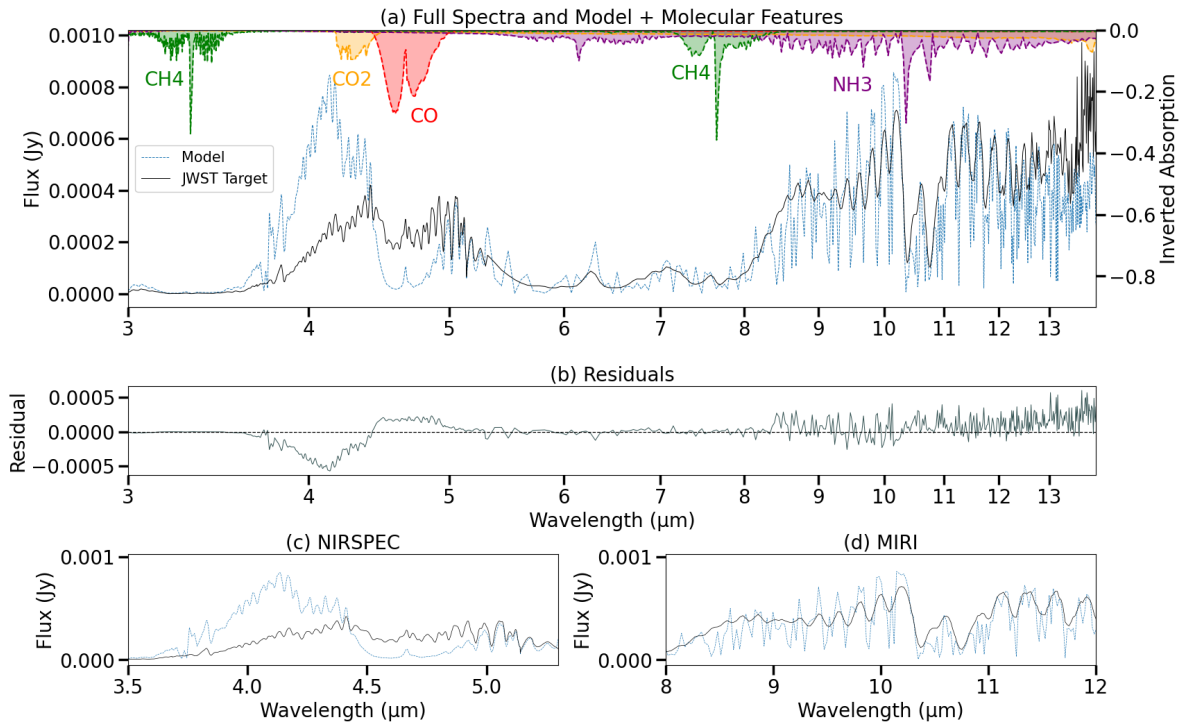 (a) Full Spectra and Model + Molecular Features
0.0010
0.0008
0.0006
0.0004
0.0002
0.0000
Flux (Jy)
CH4
CO2
CO
CH4
NH3
Model
JWST Target
0.0
−0.2
−0.4
−0.6
−0.8
Inverted Absorption
3 4 5 6 7 8 9 10 11 12 13
(b) Residuals
0.0005
0.0000
−0.0005
Residual
3 4 5 6 7 8 9 10 11 12 13
Wavelength (μm)
(c) NIRSPEC
0.001
0.000
Flux (Jy)
3.5 4.0 4.5 5.0
Wavelength (μm)
(d) MIRI
0.001
0.000
Flux (Jy)
8 9 10 11 12
Wavelength (μm)